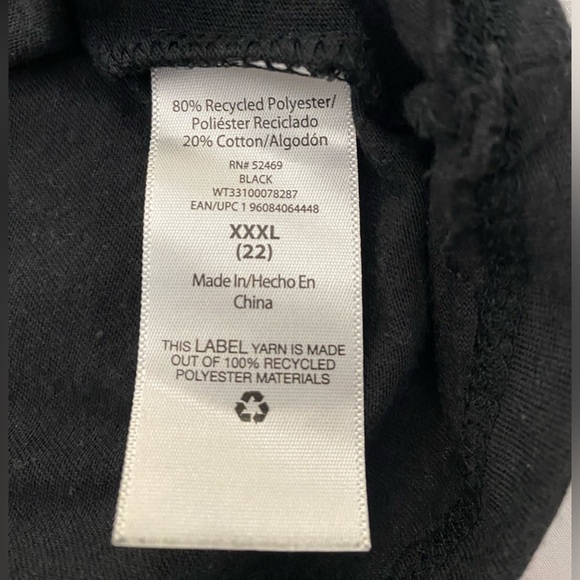 80% Recycled Polyester/
Poliéster Reciclado
20% Cotton/Algodón
RN# 52469
BLACK
WT33100078287
EAN/UPC 1 96084064448
XXXL
(22)
Made In/Hecho En
China
THIS LABEL YARN IS MADE
OUT OF 100% RECYCLED
POLYESTER MATERIALS